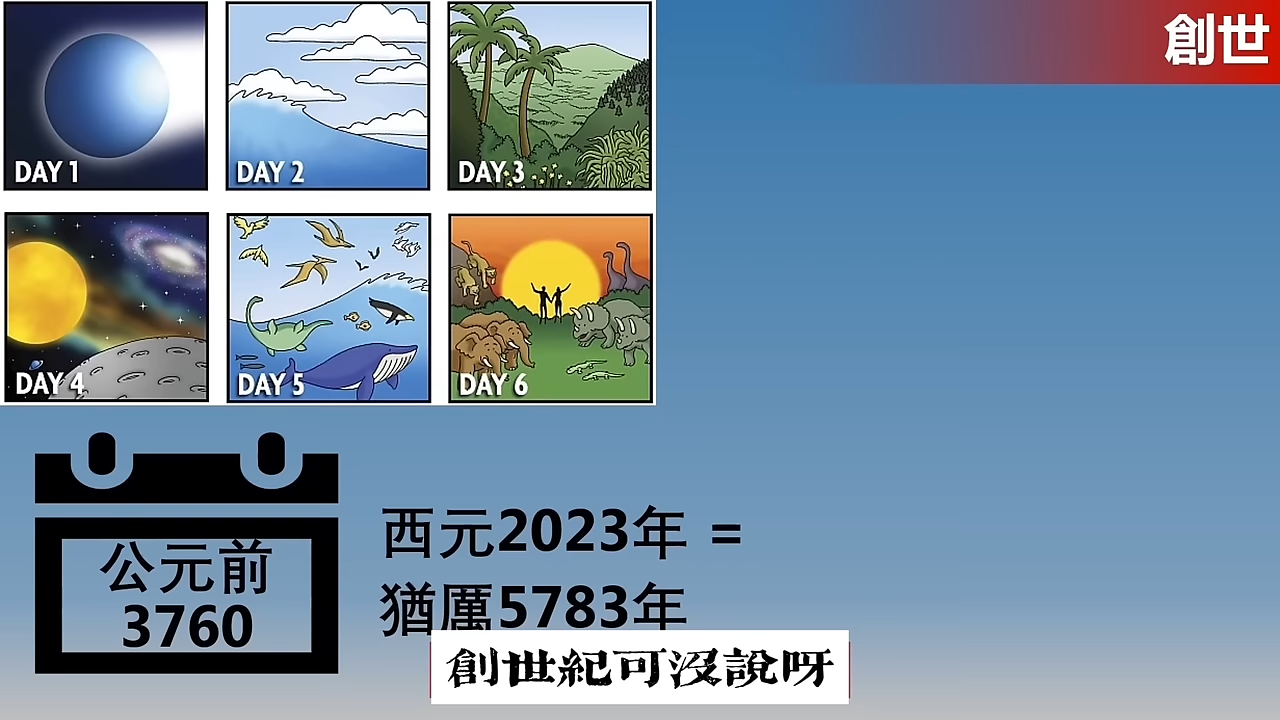 創世
DAY 1
DAY 2
DAY 3
DAY 4
DAY 5
DAY 6
公元前
3760
西元2023年 =
猶厲5783年
創世紀可沒說呀